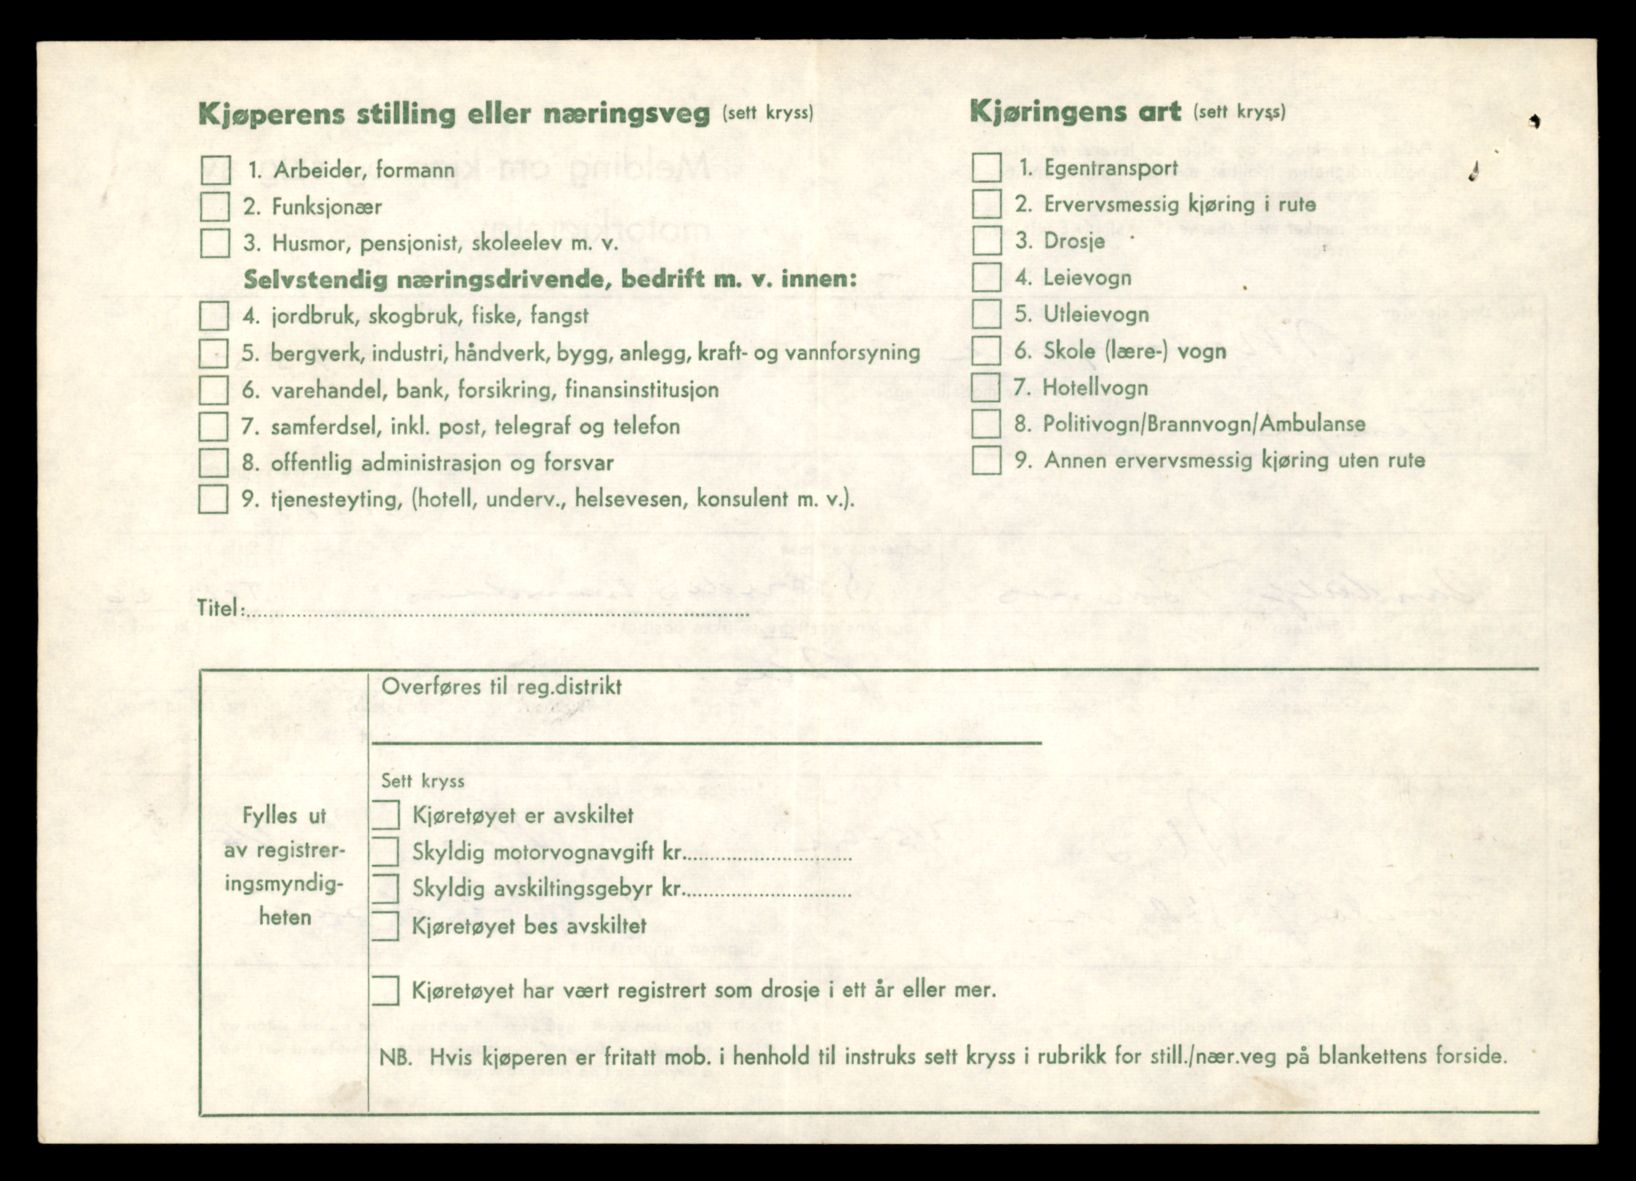 Kjøperens stilling eller næringsveg (sett kryss)
1. Arbeider, formann
2. Funksjonær
3. Husmor, pensjonist, skoleelev m. v.
Selvstendig næringsdrivende, bedrift m. v. innen:
4. jordbruk, skogbruk, fiske, fangst
5. bergverk, industri, håndverk, bygg, anlegg, kraft- og vannforsyning
6. varehandel, bank, forsikring, finansinstitusjon
7. samferdsel, inkl. post, telegraf og telefon
8. offentlig administrasjon og forsvar
9. tjenesteyting, (hotell, underv., helsevesen, konsulent m. v.).
Kjøringens art (sett kryss)
1. Egentransport
2. Ervervsmessig kjøring i rute
3. Drosje
4. Leievogn
5. Utleievogn
6. Skole (lære-) vogn
7. Hotellvogn
8. Politivogn/Brannvogn/Ambulanse
9. Annen ervervsmessig kjøring uten rute
Titel:
Fylles ut
av registrer-
ingsmyndig-
heten
Overføres til reg.distrikt
Sett kryss
Kjøretøyet er avskiltet
Skyldig motorvognavgift kr.
Skyldig avskiltingsgebyr kr.
Kjøretøyet bes avskiltet
Kjøretøyet har vært registrert som drosje i ett år eller mer.
NB. Hvis kjøperen er fritatt mob. i henhold til instruks sett kryss i rubrikk for still./nær.veg på blankettens forside.